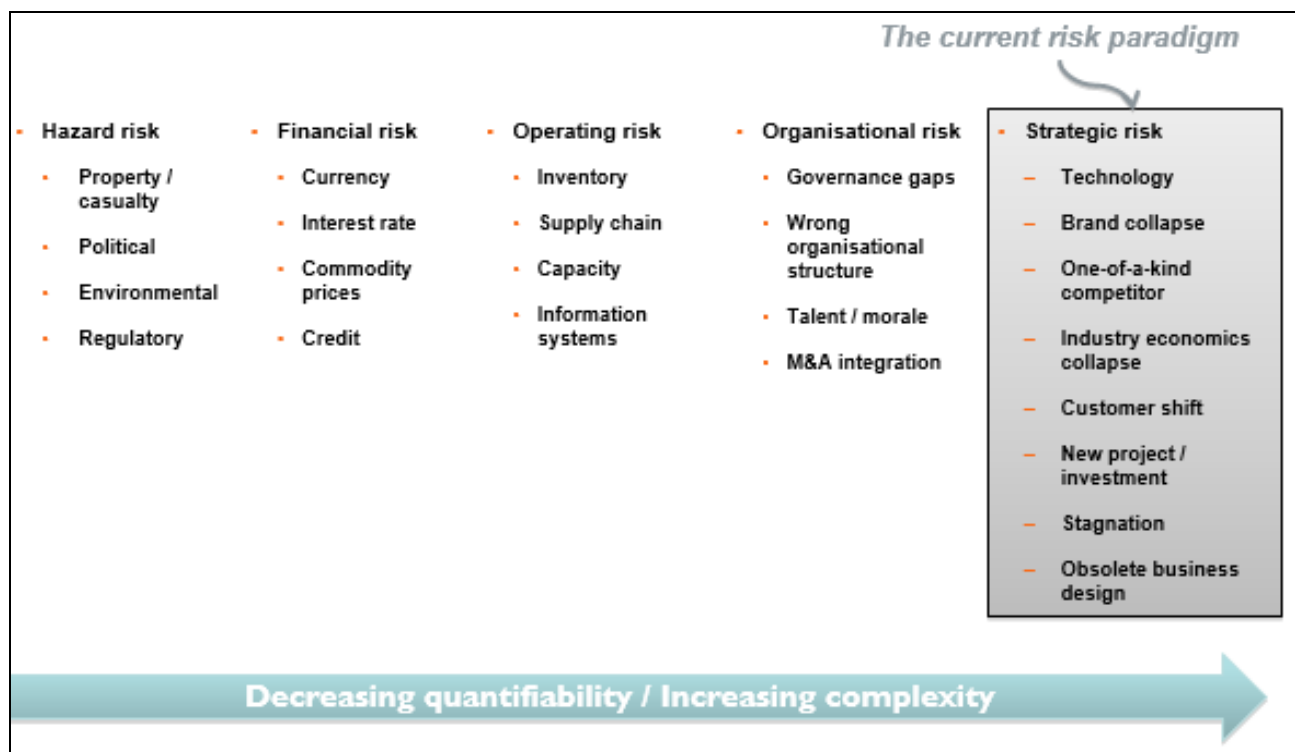 The current risk paradigm
Hazard risk
Property /
casualty
Political
Environmental
Regulatory
Financial risk
Currency
Interest rate
Commodity
prices
Credit
Operating risk
Inventory
Supply chain
Capacity
Information
systems
Organisational risk
Governance gaps
Wrong
organisational
structure
Talent / morale
M&A integration
Strategic risk
Technology
Brand collapse
One-of-a-kind
competitor
Industry economics
collapse
Customer shift
New project /
investment
Stagnation
Obsolete business
design
Decreasing quantifiability / Increasing complexity